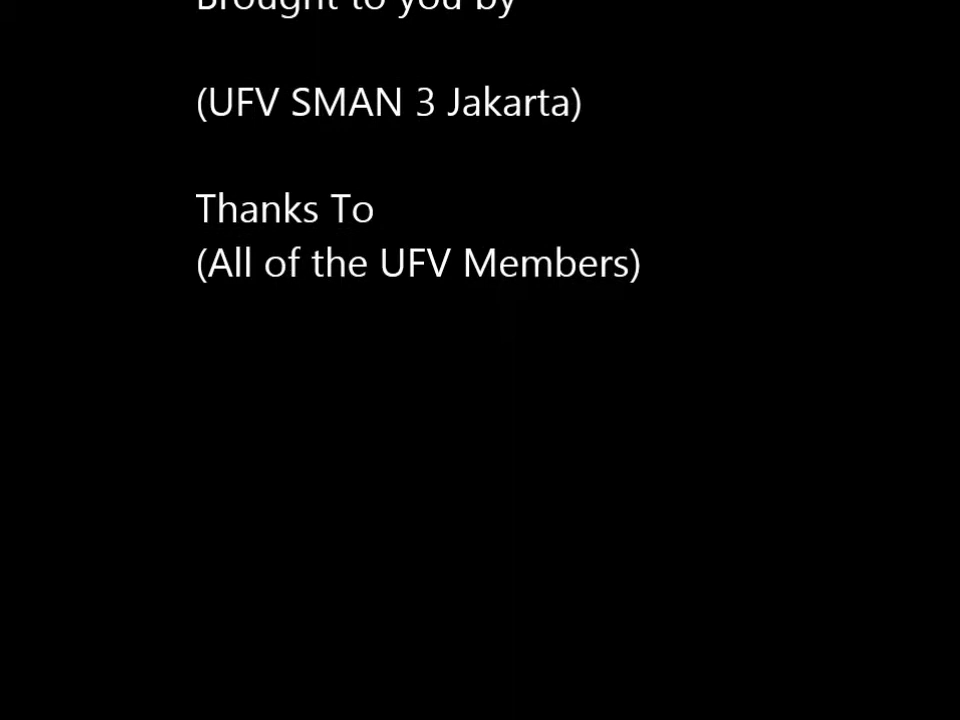 Brought to you by
(UFV SMAN 3 Jakarta)
Thanks To
(All of the UFV Members)